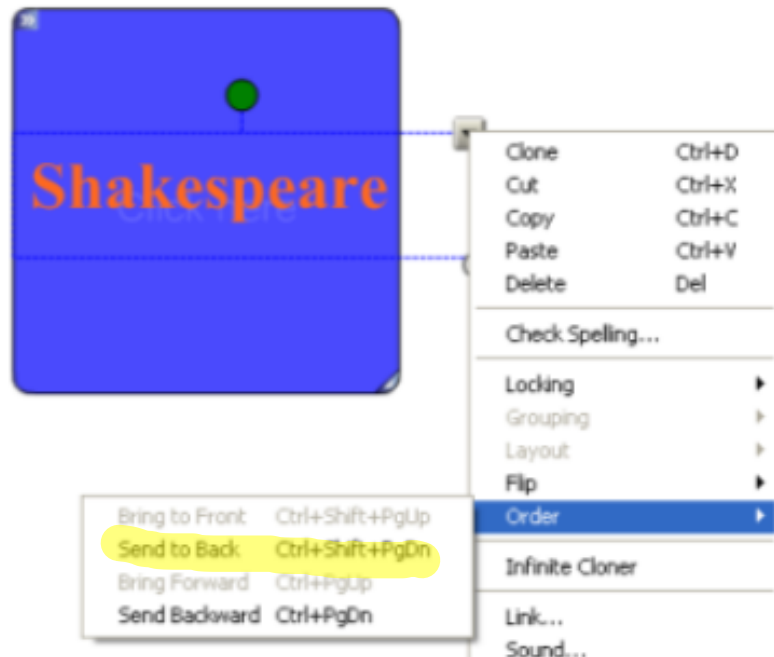 Shakespeare
Click Here
Clone Ctrl+D
Cut Ctrl+X
Copy Ctrl+C
Paste Ctrl+V
Delete Del
Check Spelling...
Locking
Grouping
Layout
Flip
Order
Bring to Front Ctrl+Shift+PgUp
Send to Back Ctrl+Shift+PgDn
Bring Forward Ctrl+PgUp
Send Backward Ctrl+PgDn
Infinite Cloner
Link...
Sound...